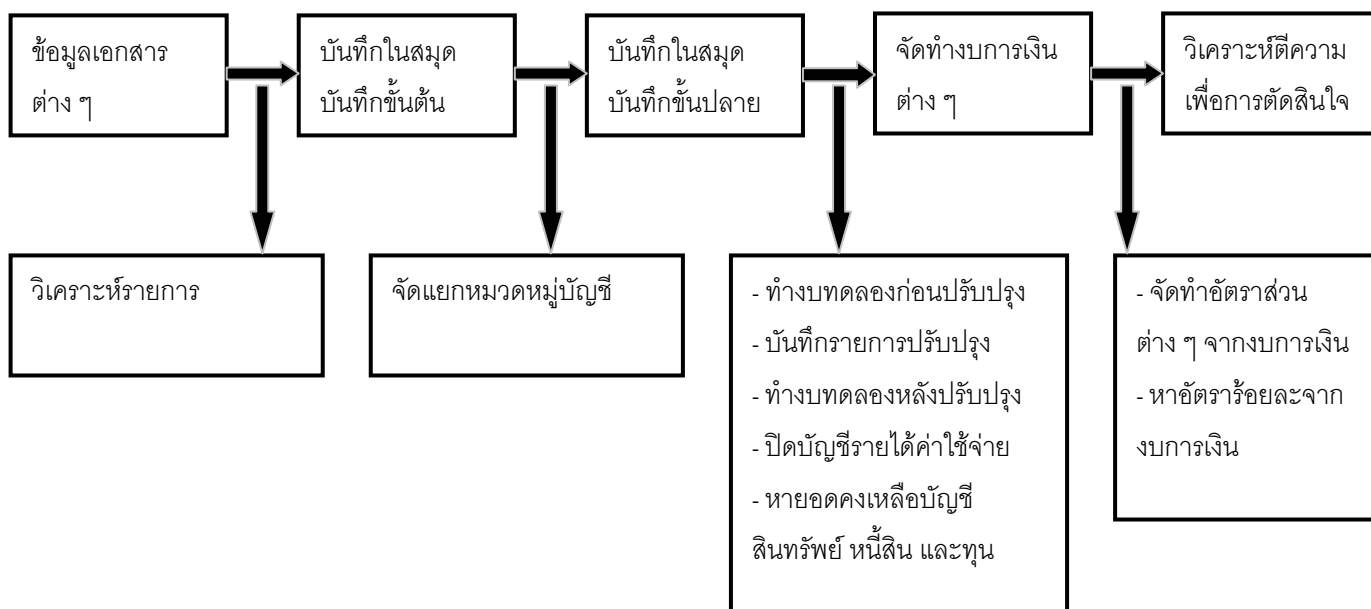 ข้อมูลเอกสาร
ต่าง ๆ
บันทึกในสมุด
บันทึกขั้นต้น
บันทึกในสมุด
บันทึกขั้นปลาย
จัดทำงบการเงิน
ต่าง ๆ
วิเคราะห์ตีความ
เพื่อการตัดสินใจ
วิเคราะห์รายการ
จัดแยกหมวดหมู่บัญชี
- ทำงบทดลองก่อนปรับปรุง
- บันทึกรายการปรับปรุง
- ทำงบทดลองหลังปรับปรุง
- ปิดบัญชีรายได้ค่าใช้จ่าย
- หายอดคงเหลือบัญชี
สินทรัพย์ หนี้สิน และทุน
- จัดทำอัตราส่วน
ต่าง ๆ จากงบการเงิน
- หาอัตราร้อยละจาก
งบการเงิน